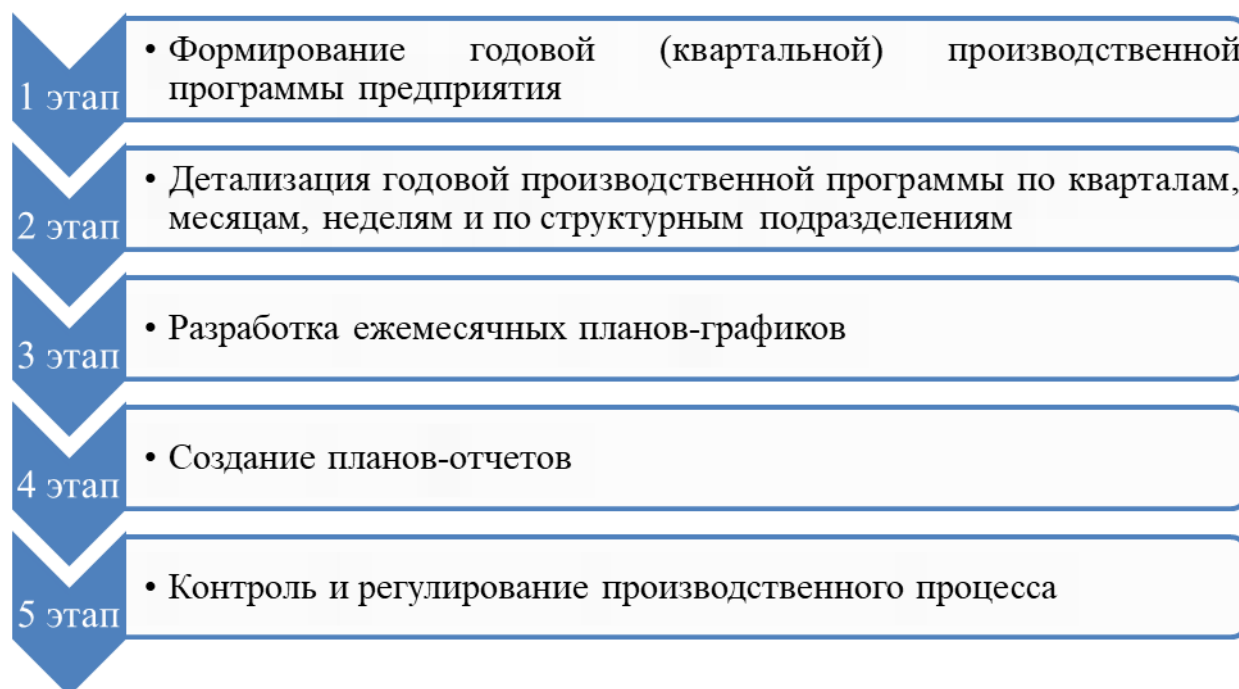 1 этап
• Формирование годовой (квартальной) производственной
программы предприятия
2 этап
• Детализация годовой производственной программы по кварталам,
месяцам, неделям и по структурным подразделениям
3 этап
• Разработка ежемесячных планов-графиков
4 этап
• Создание планов-отчетов
5 этап
• Контроль и регулирование производственного процесса